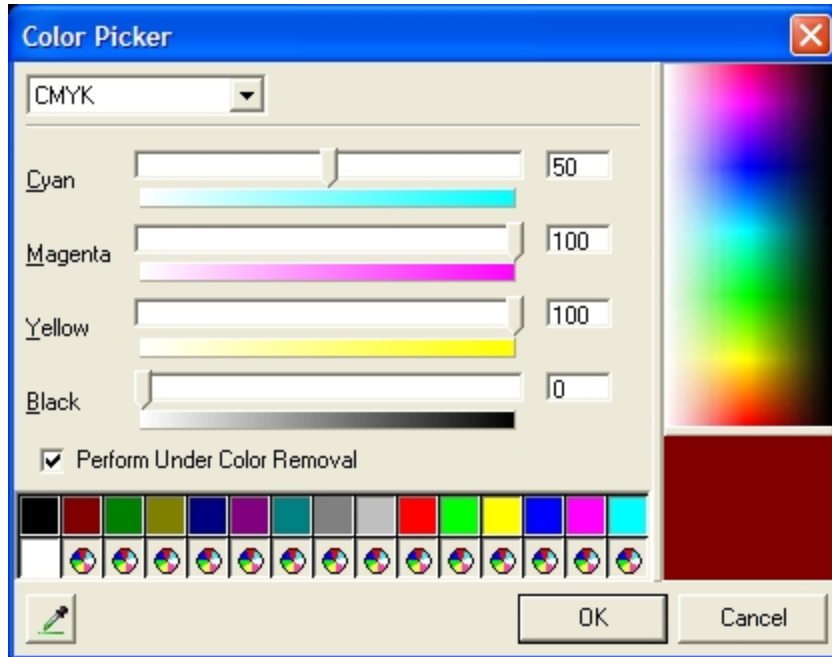 Color Picker
CMYK
Cyan 50
Magenta 100
Yellow 100
Black 0
Perform Under Color Removal
OK Cancel